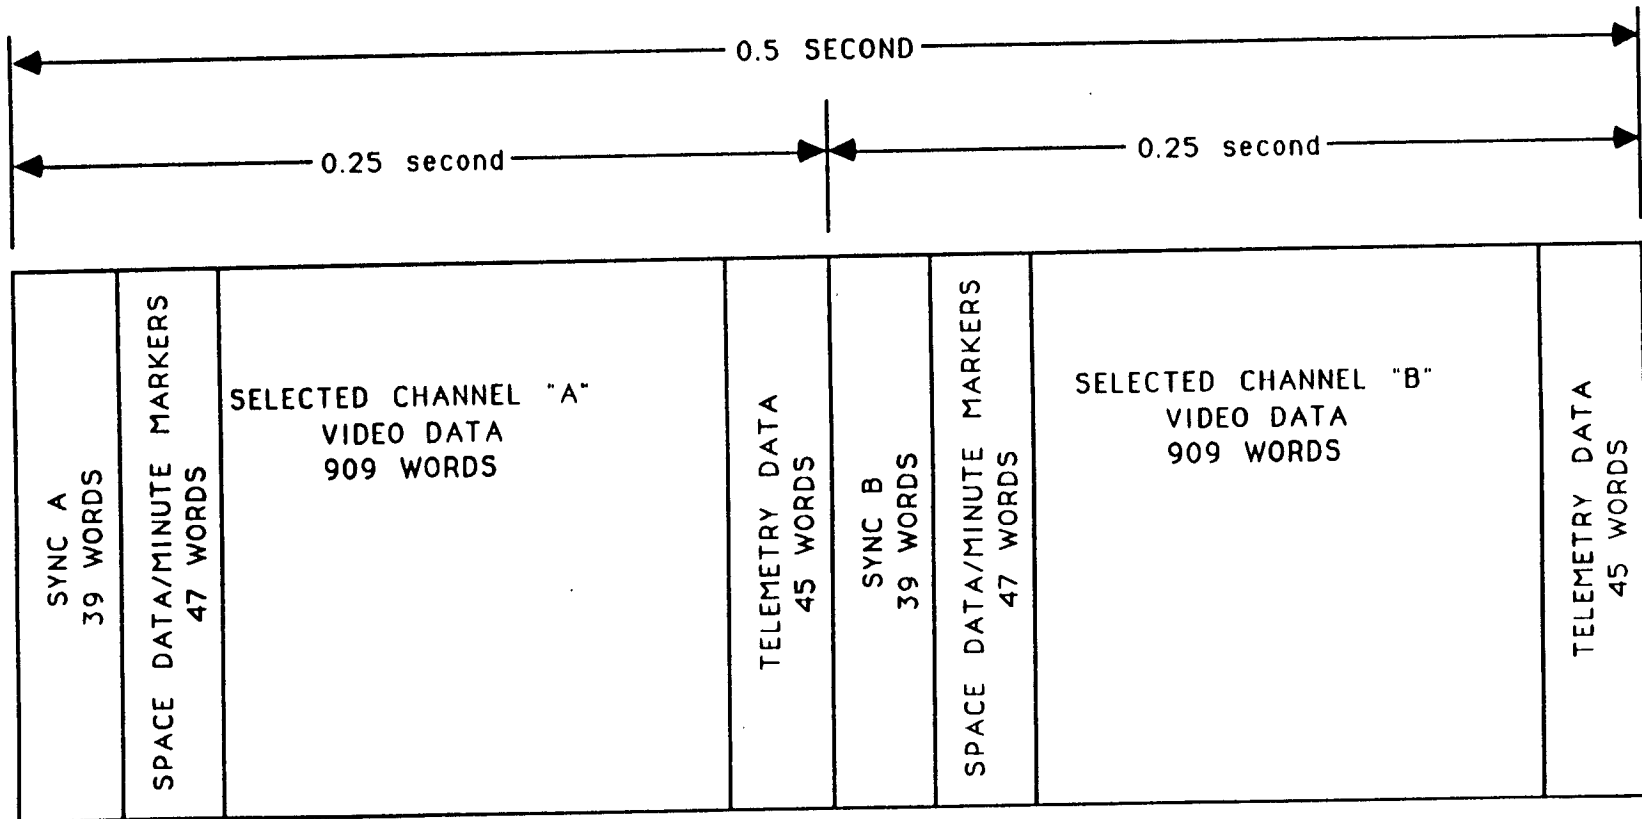 0.5 SECOND
0.25 second
0.25 second
SYNC A
39 WORDS
SPACE DATA/MINUTE MARKERS
47 WORDS
SELECTED CHANNEL "A"
VIDEO DATA
909 WORDS
TELEMETRY DATA
45 WORDS
SYNC B
39 WORDS
SPACE DATA/MINUTE MARKERS
47 WORDS
SELECTED CHANNEL "B"
VIDEO DATA
909 WORDS
TELEMETRY DATA
45 WORDS